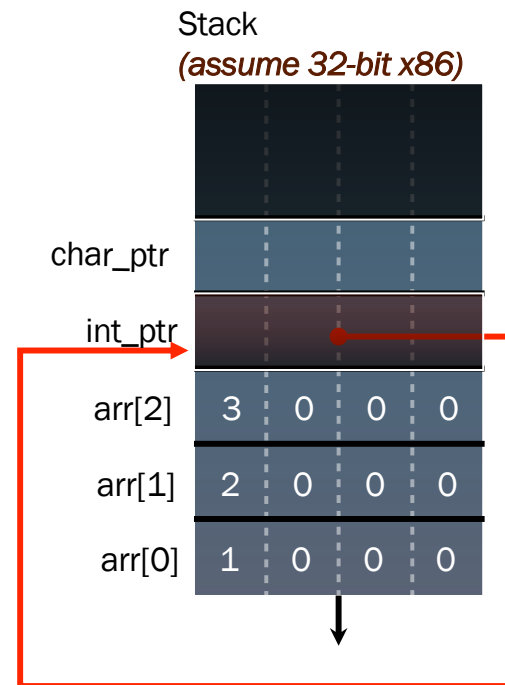 Stack
(assume 32-bit x86)
char_ptr
int_ptr
arr[2] 3 0 0 0
arr[1] 2 0 0 0
arr[0] 1 0 0 0